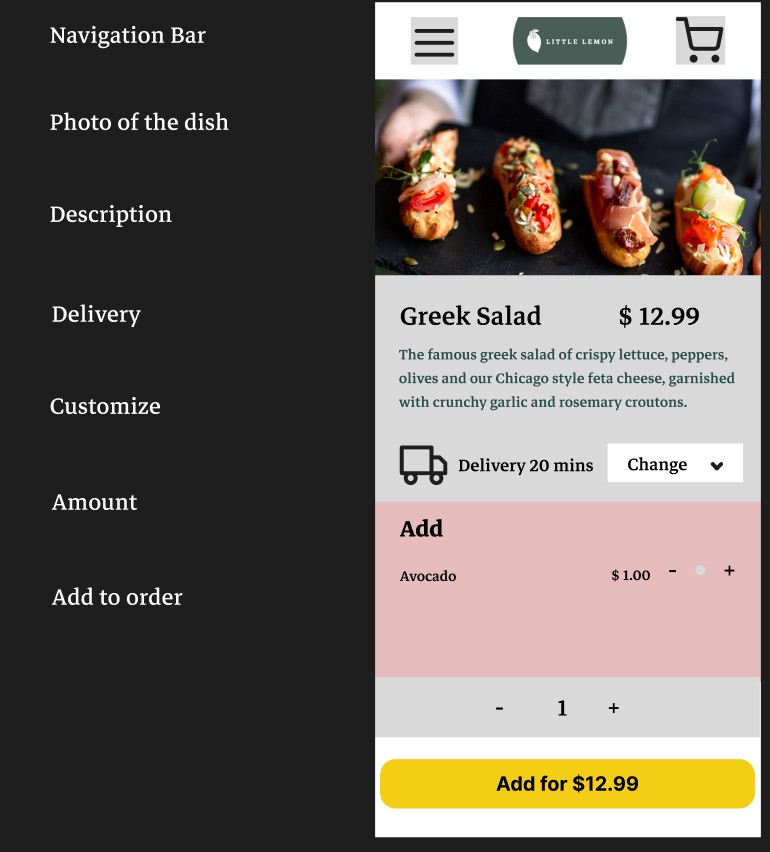 Navigation Bar
Photo of the dish
Description
Delivery
Customize
Amount
Add to order
LITTLE LEMON
Greek Salad $ 12.99
The famous greek salad of crispy lettuce, peppers,
olives and our Chicago style feta cheese, garnished
with crunchy garlic and rosemary croutons.
Delivery 20 mins Change
Add
Avocado $ 1.00 - +
- 1 +
Add for $12.99